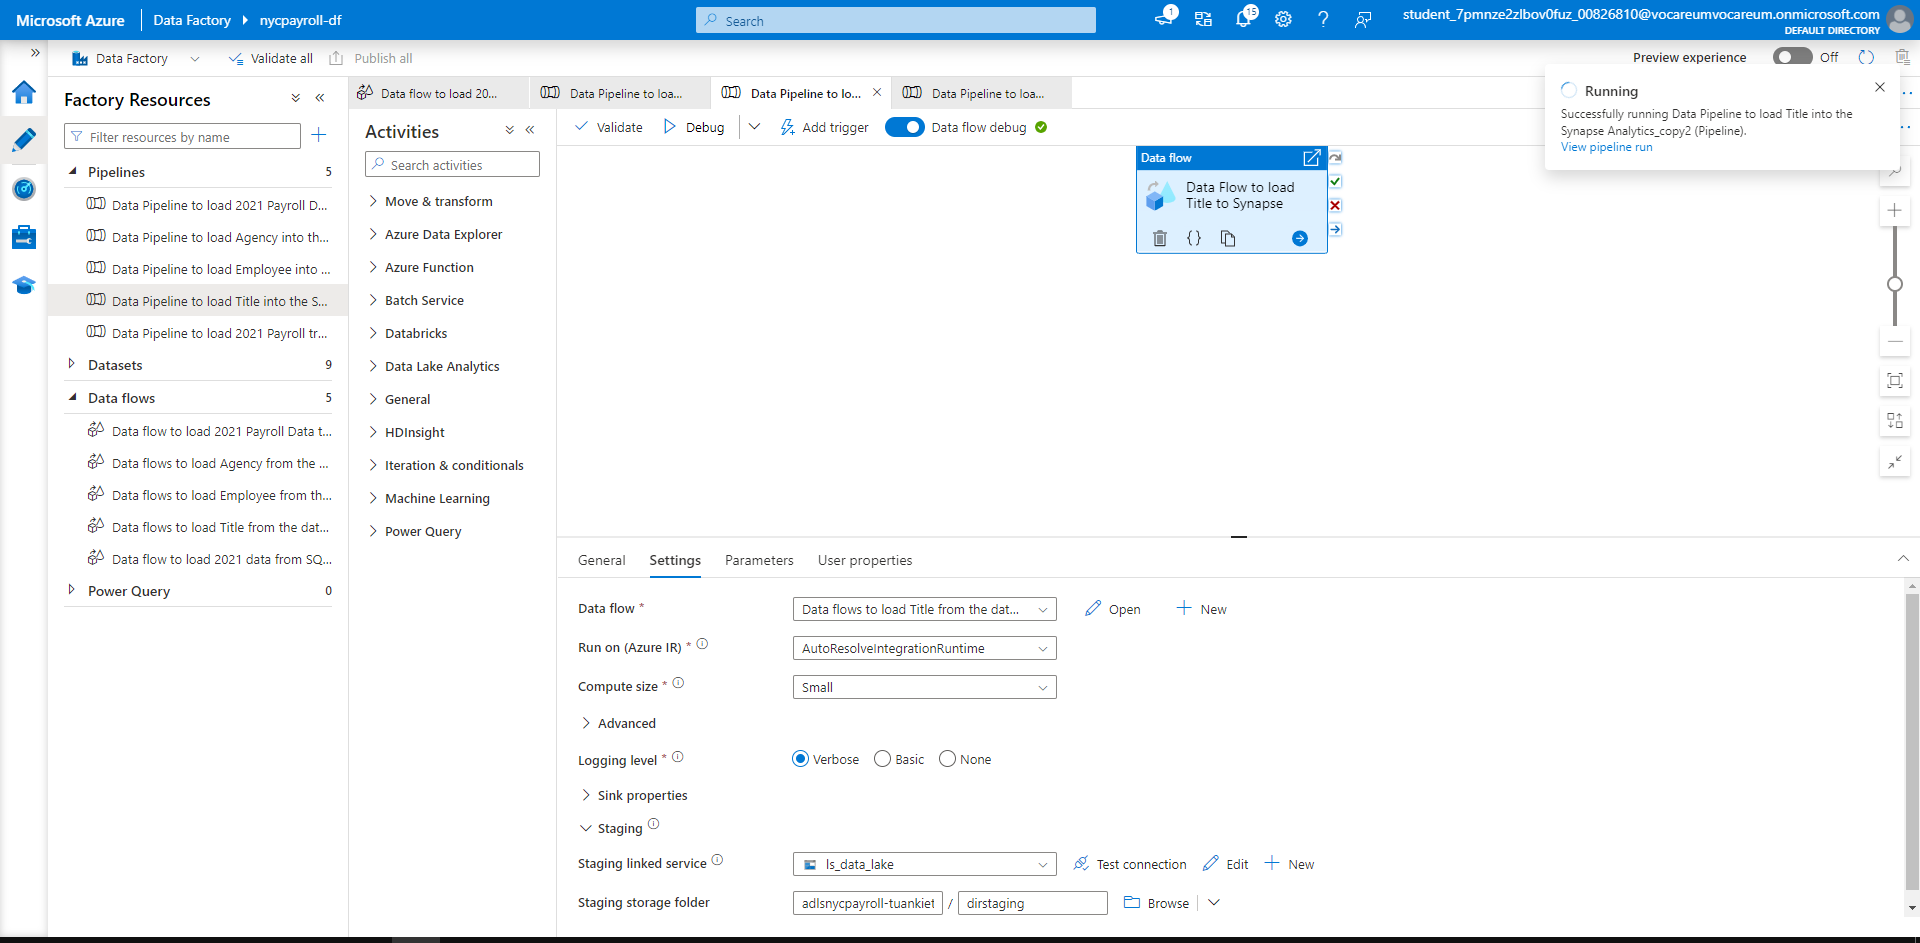 Microsoft Azure
Data Factory
nycpayroll-df
Search
1
15
student_7pmnze2zlbov0fuz_00826810@vocareumvocareum.onmicrosoft.com
DEFAULT DIRECTORY
Data Factory
Validate all
Publish all
Preview experience
Off
Running
Successfully running Data Pipeline to load Title into the
Synapse Analytics_copy2 (Pipeline).
View pipeline run
Factory Resources
Filter resources by name
Pipelines 5
Data Pipeline to load 2021 Payroll D...
Data Pipeline to load Agency into th...
Data Pipeline to load Employee into ...
Data Pipeline to load Title into the S...
Data Pipeline to load 2021 Payroll tr...
Datasets 9
Data flows 5
Data flow to load 2021 Payroll Data t...
Data flows to load Agency from the ...
Data flows to load Employee from th...
Data flows to load Title from the dat...
Data flow to load 2021 data from SQ...
Power Query 0
Data flow to load 20...
Data Pipeline to loa...
Data Pipeline to lo...
Data Pipeline to loa...
Activities
Search activities
Move & transform
Azure Data Explorer
Azure Function
Batch Service
Databricks
Data Lake Analytics
General
HDInsight
Iteration & conditionals
Machine Learning
Power Query
Validate
Debug
Add trigger
Data flow debug
Data flow
Data Flow to load
Title to Synapse
General
Settings
Parameters
User properties
Data flow *
Data flows to load Title from the dat...
Open
New
Run on (Azure IR) *
AutoResolveIntegrationRuntime
Compute size *
Small
Advanced
Logging level *
Verbose
Basic
None
Sink properties
Staging
Staging linked service
ls_data_lake
Test connection
Edit
New
Staging storage folder
adlsnycpayroll-tuankiet / dirstaging
Browse